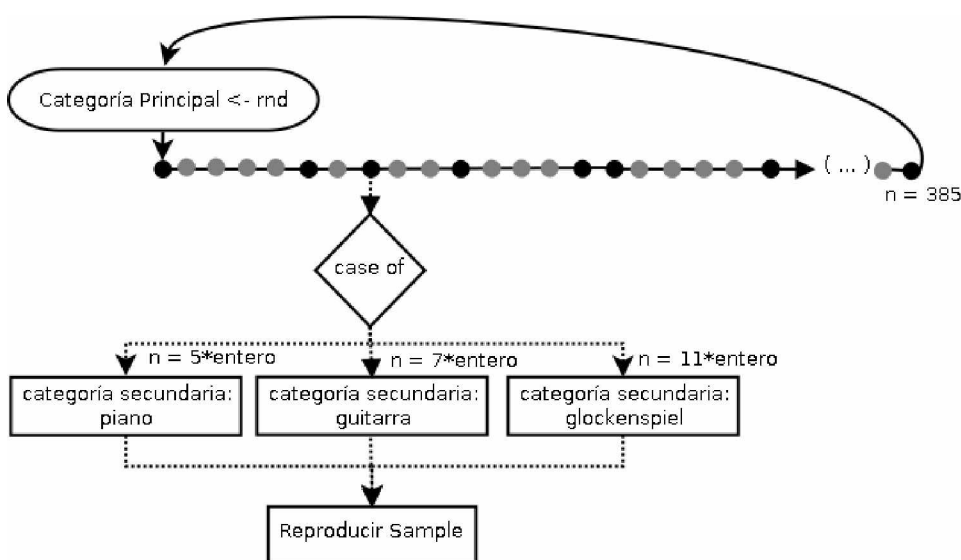 Categoría Principal <- rnd
( ... )
n = 385
case of
n = 5*entero
n = 7*entero
n = 11*entero
categoría secundaria:
piano
categoría secundaria:
guitarra
categoría secundaria:
glockenspiel
Reproducir Sample